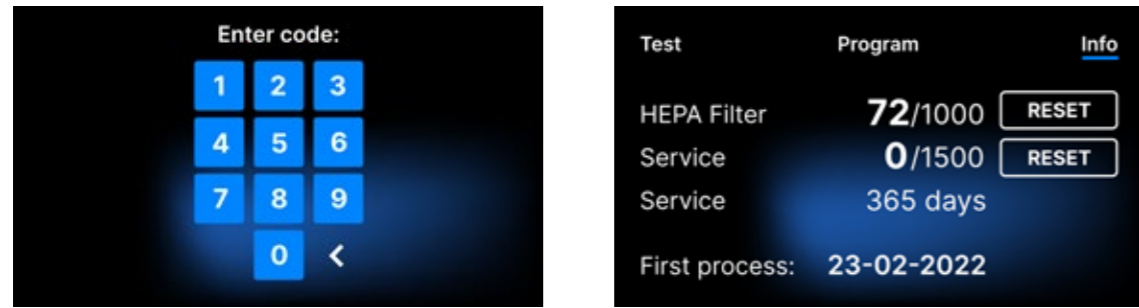 Enter code:
1 2 3
4 5 6
7 8 9
0 <
Test Program Info
HEPA Filter 72/1000 RESET
Service 0/1500 RESET
Service 365 days
First process: 23-02-2022